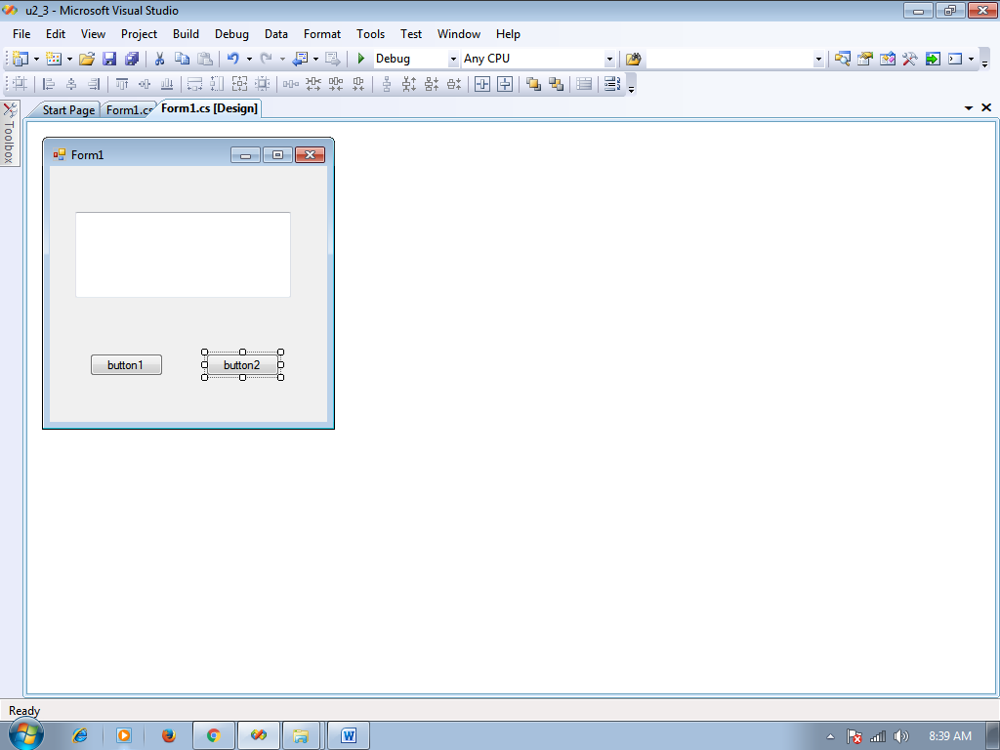 u2_3 - Microsoft Visual Studio
File Edit View Project Build Debug Data Format Tools Test Window Help
Debug Any CPU
Toolbox
Start Page Form1.cs Form1.cs [Design]
Form1
button1 button2
Ready
8:39 AM